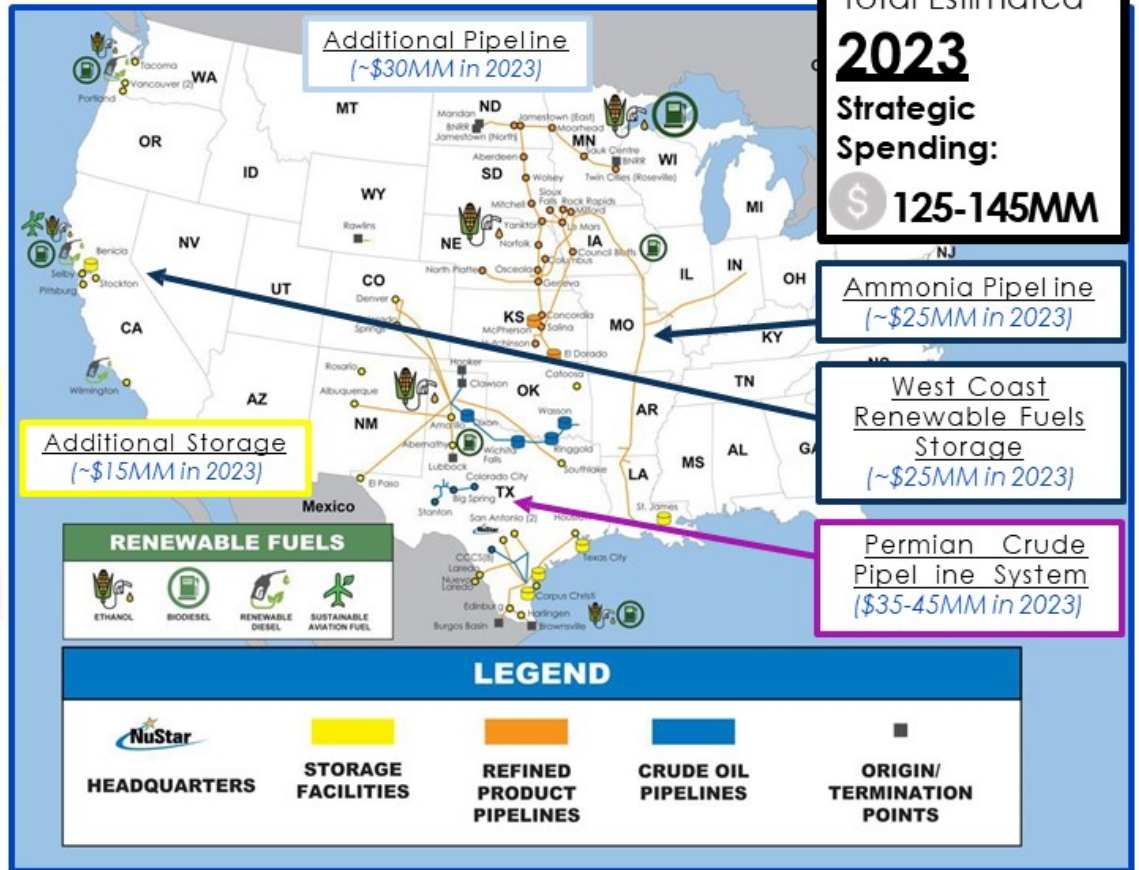 Total Estimated
2023
Strategic
Spending:
$ 125-145MM
Additional Pipeline
(~$30MM in 2023)
Tacoma
WA
Vancouver (2)
Portland
OR
ID
MT
ND
Mandan
BNRR
Jamestown (North)
Jamestown (East)
Moorhead
MN
Sauk Centre
BNRR
WI
Twin Cities (Roseville)
Aberdeen
SD
Wolsey
MI
WY
Rawlins
Mitchell
Sioux
Falls
Rock Rapids
Milford
Yankton
Le Mars
NE
Norfolk
IA
Council Bluffs
Columbus
North Platte
Osceola
Geneva
IL
IN
OH
NJ
NV
UT
CO
Denver
Springs
Benicia
Selby
Pittsburg
Stockton
CA
KS
Concordia
McPherson
Salina
Hutchinson
El Dorado
MO
KY
Ammonia Pipeline
(~$25MM in 2023)
Wilmington
AZ
Rosario
Albuquerque
NM
Hooker
Clawson
OK
Catoosa
TN
AR
West Coast
Renewable Fuels
Storage
(~$25MM in 2023)
Dixon
Wasson
Abernathy
Lubbock
Wichita
Falls
Ringgold
Southlake
MS
AL
LA
Additional Storage
(~$15MM in 2023)
El Paso
Mexico
Colorado City
Big Spring
Stanton
TX
San Antonio (2)
St. James
NuStar
Texas City
Laredo
Nuevo
Laredo
Corpus Christi
Edinburg
Harlingen
Burgos Basin
Brownsville
Permian Crude
Pipel ine System
($35-45MM in 2023)
RENEWABLE FUELS
ETHANOL
BIODIESEL
RENEWABLE
DIESEL
SUSTAINABLE
AVIATION FUEL
LEGEND
NuStar
HEADQUARTERS
STORAGE
FACILITIES
REFINED
PRODUCT
PIPELINES
CRUDE OIL
PIPELINES
ORIGIN/
TERMINATION
POINTS